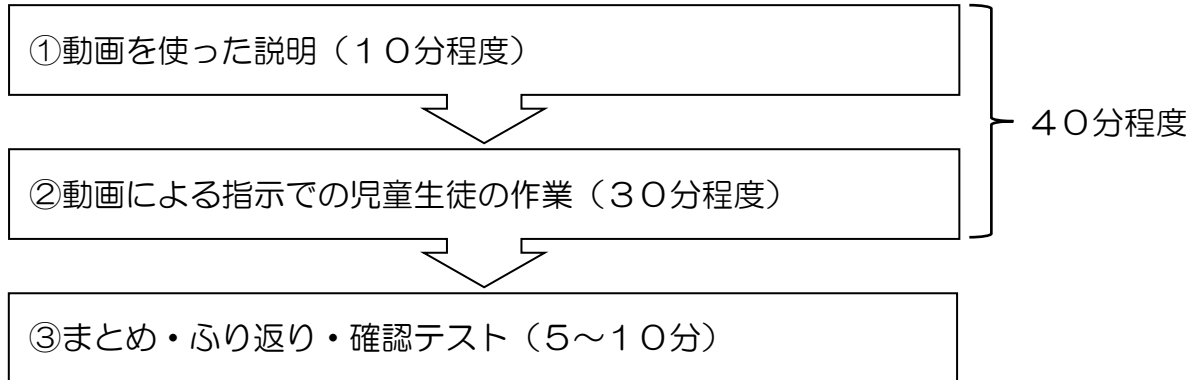 ①動画を使った説明（１０分程度）
４０分程度
②動画による指示での児童生徒の作業（３０分程度）
③まとめ・ふり返り・確認テスト（５～１０分）